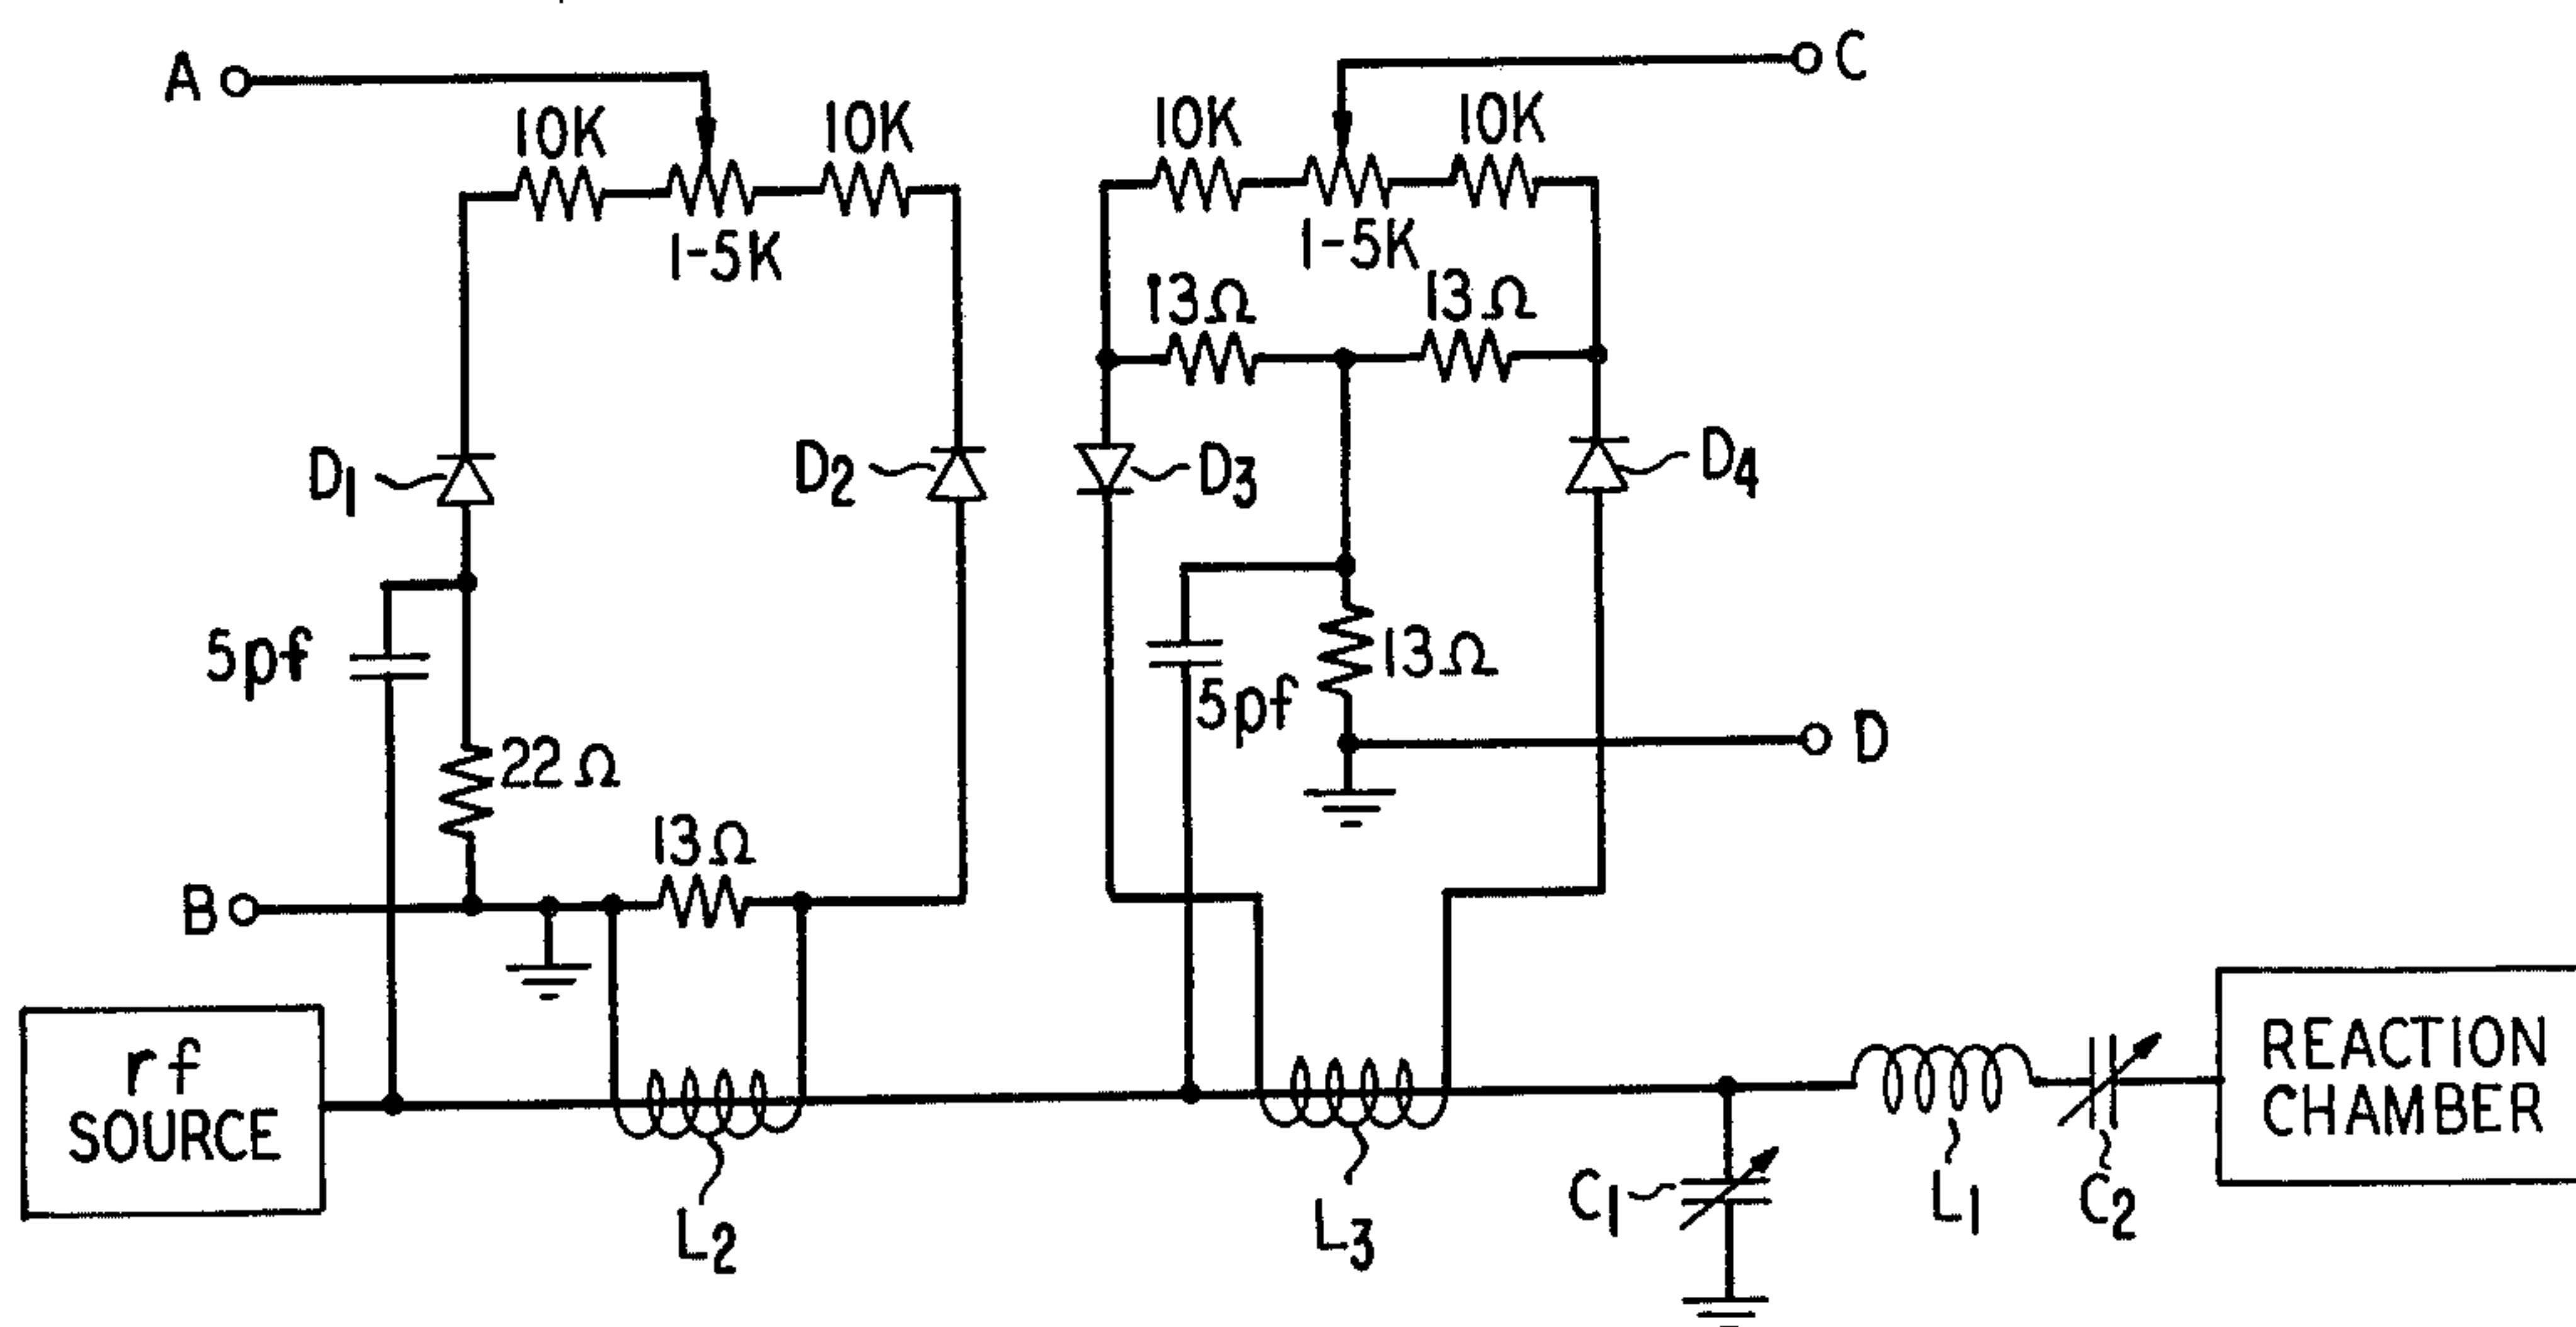 A
C
10K
10K
10K
10K
1-5K
1-5K
13Ω
13Ω
D1
D2
D3
D4
5pf
13Ω
5pf
22Ω
D
13Ω
B
rf
SOURCE
REACTION
CHAMBER
L2
L3
C1
L1
C2